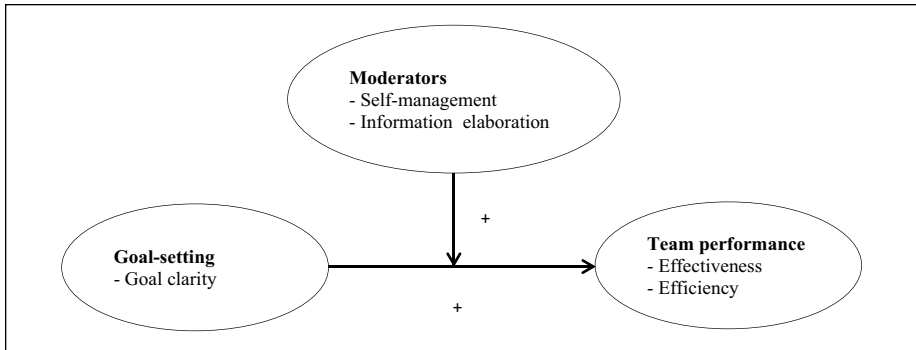 Moderators
- Self-management
- Information elaboration
+
Goal-setting
- Goal clarity
Team performance
- Effectiveness
- Efficiency
+